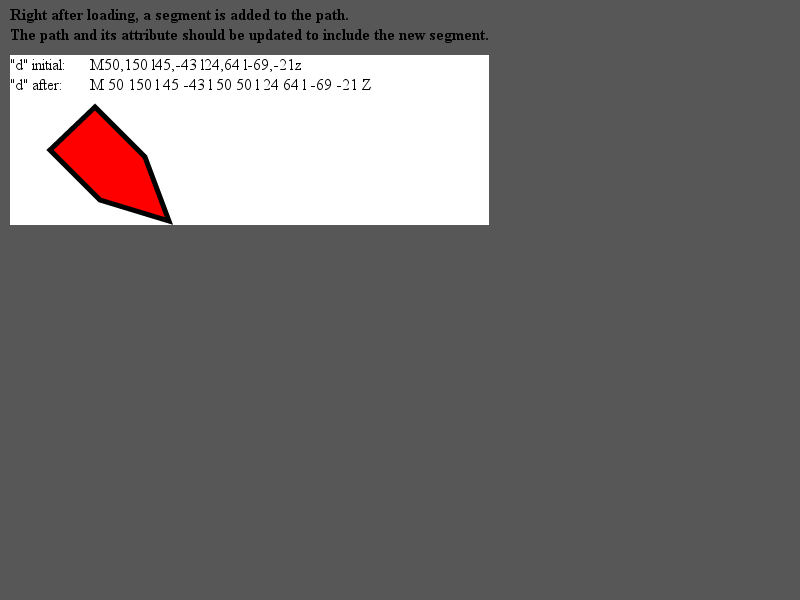 Right after loading, a segment is added to the path.
The path and its attribute should be updated to include the new segment.
"d" initial: M50,150 l45,-43 l24,64 l-69,-21z
"d" after: M 50 150 l 45 -43 l 50 50 l 24 64 l -69 -21 Z